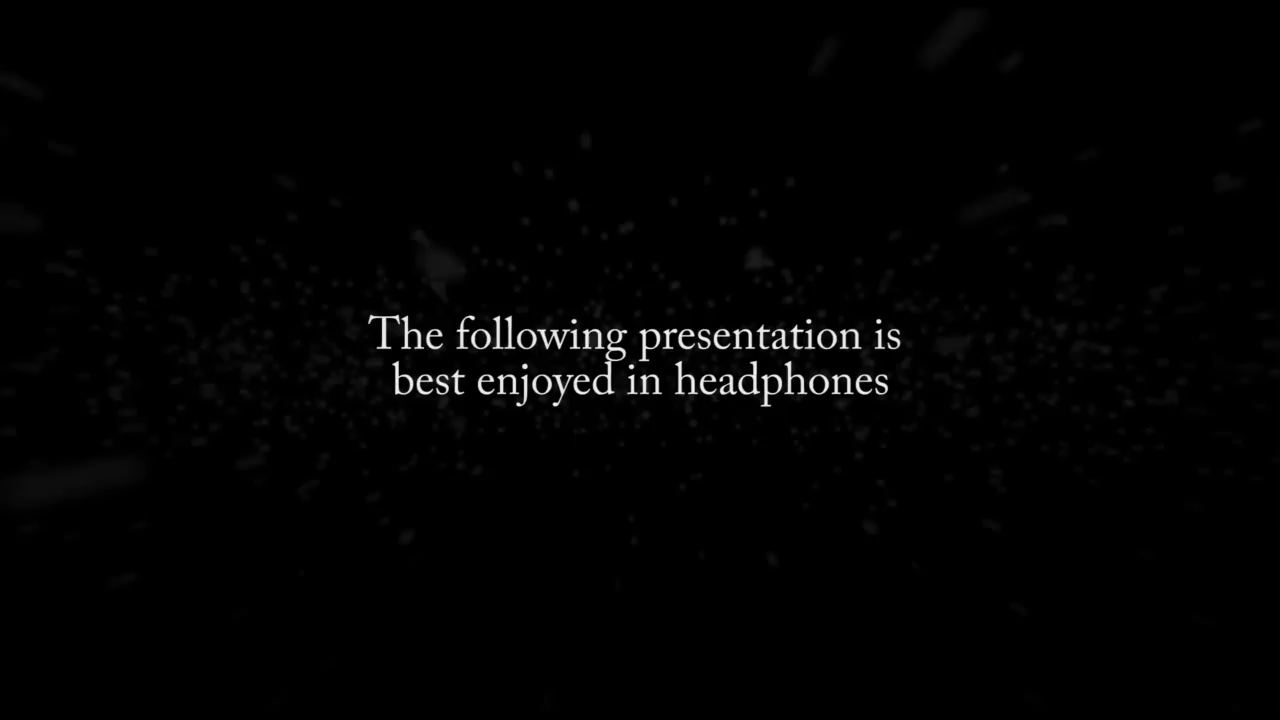 The following presentation is
best enjoyed in headphones